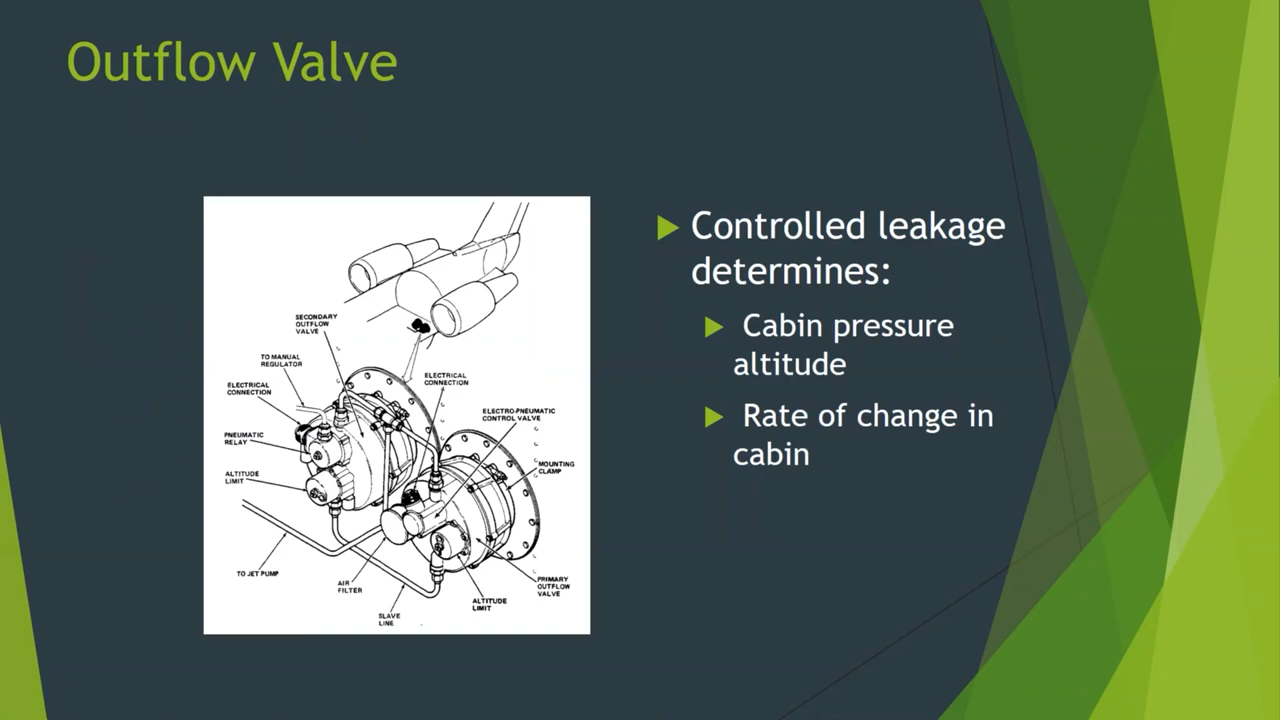 Outflow Valve
SECONDARY
OUTFLOW
VALVE
TO MANUAL
REGULATOR
ELECTRICAL
CONNECTION
PNEUMATIC
RELAY
ALTITUDE
LIMIT
TO JET PUMP
AIR
FILTER
SLAVE
LINE
ELECTRICAL
CONNECTION
ELECTRO-PNEUMATIC
CONTROL VALVE
MOUNTING
CLAMP
PRIMARY
OUTFLOW
VALVE
ALTITUDE
LIMIT
Controlled leakage
determines:
Cabin pressure
altitude
Rate of change in
cabin